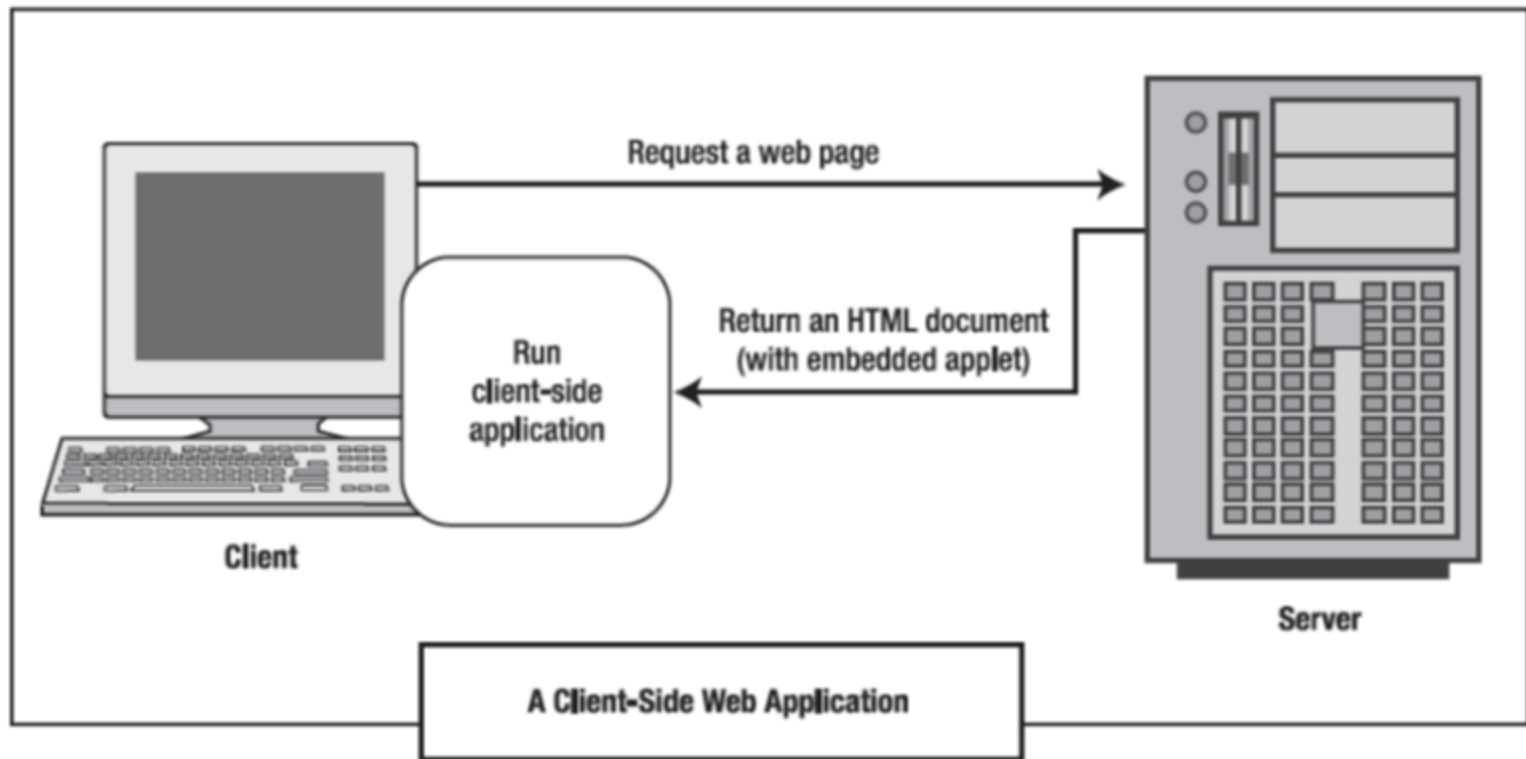 Request a web page
Return an HTML document
(with embedded applet)
Run
client-side
application
Client
Server
A Client-Side Web Application